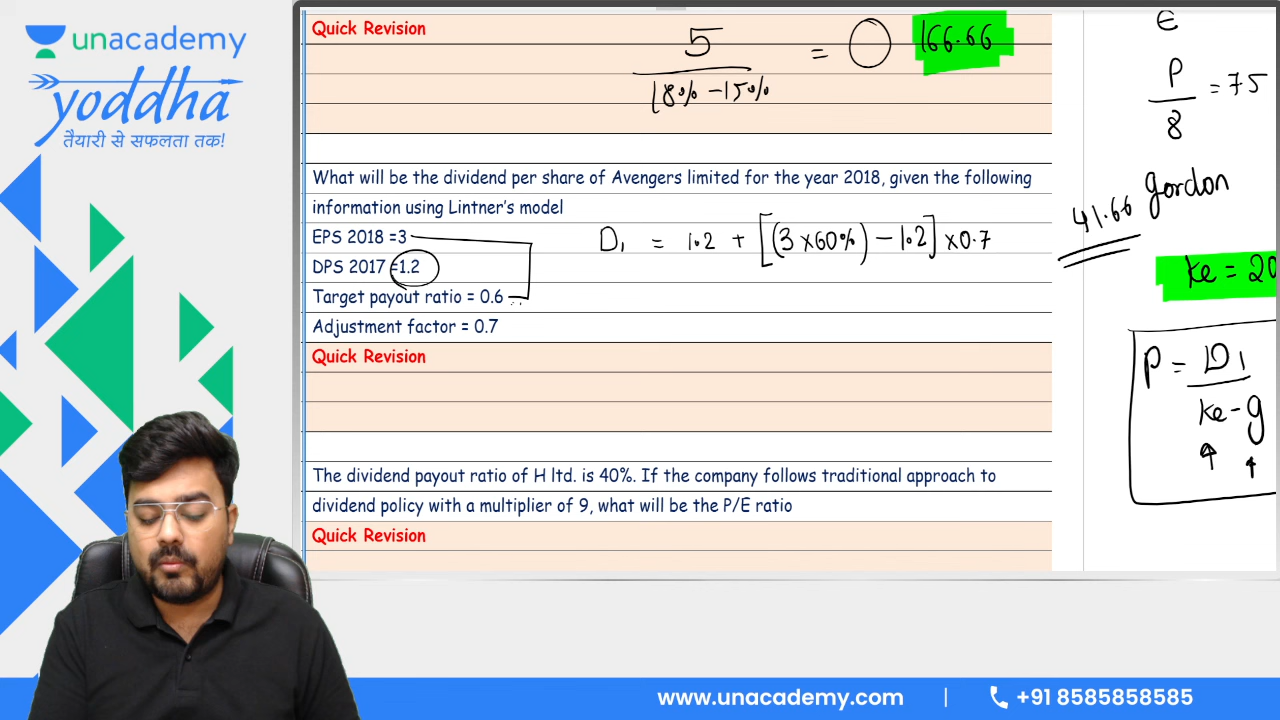 unacademy
yoddha
तैयारी से सफलता तक!
Quick Revision
5
18% - 15%
=
166.66
E
P
8
= 75
What will be the dividend per share of Avengers limited for the year 2018, given the following
information using Lintner's model
EPS 2018 =3
DPS 2017 =1.2
Target payout ratio = 0.6
Adjustment factor = 0.7
D1 = 1.2 + [(3 x 60%) - 1.2] x 0.7
41.66
gordon
ke = 20
P = D1
ke - g
Quick Revision
The dividend payout ratio of H ltd. is 40%. If the company follows traditional approach to
dividend policy with a multiplier of 9, what will be the P/E ratio
Quick Revision
www.unacademy.com | +91 8585858585